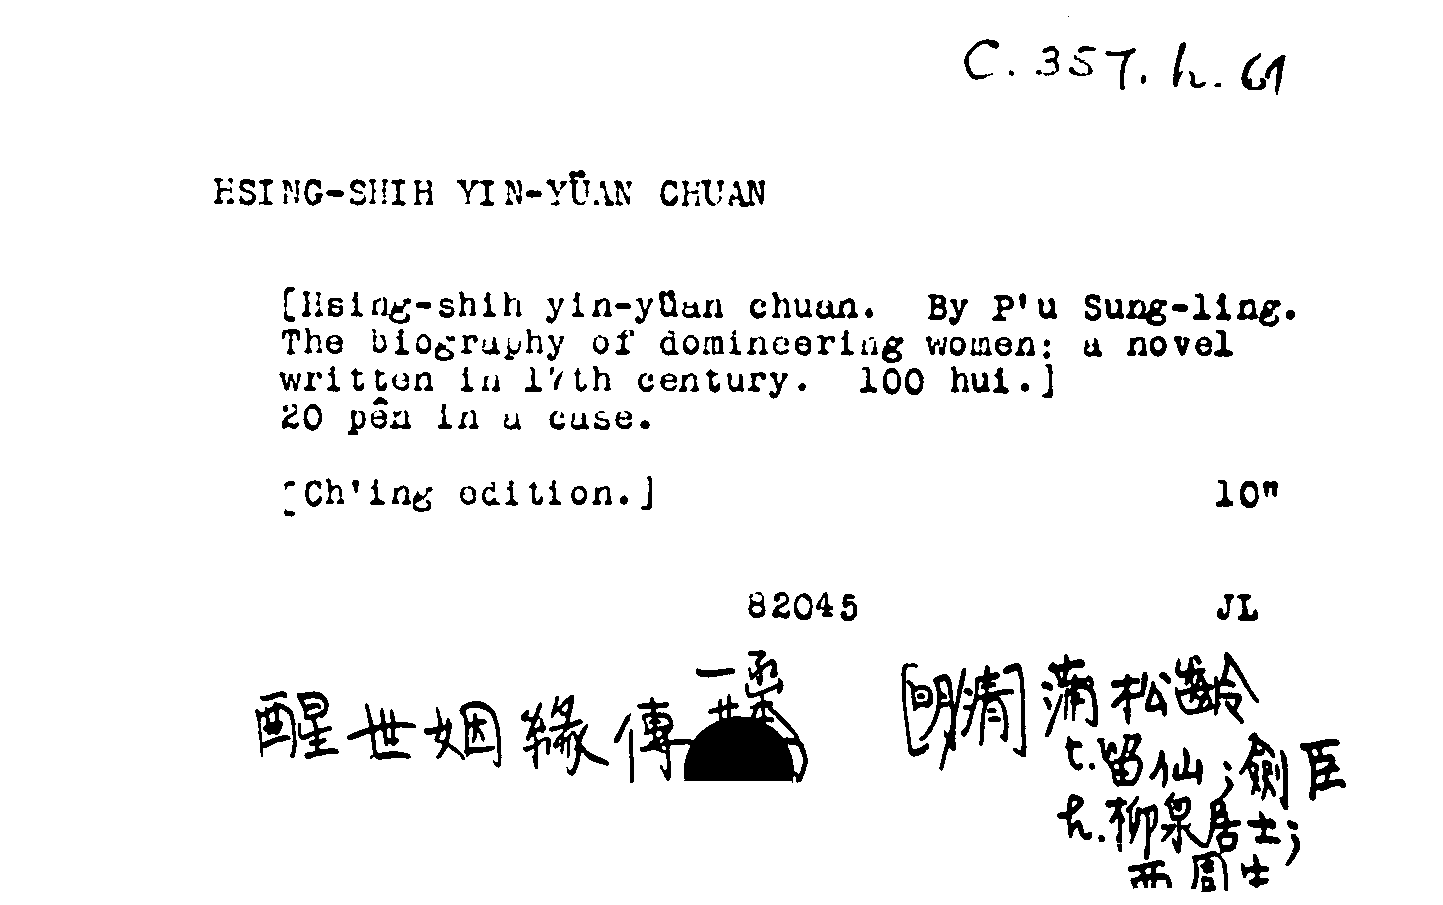 C. 357. h. 61
HSING-SHIH YIN-YÜAN CHUAN
[Hsing-shih yin-yüan chuan.  By P'u Sung-ling.
The biography of domineering women: a novel
written in 17th century.  100 hui.]
20 pên in a case.
[Ch'ing edition.] 10"
82045 JL
醒世姻緣傳 一函 [明/清] 蒲松齡
t. 留仙; 劍臣
h. 柳泉居士;
西周士